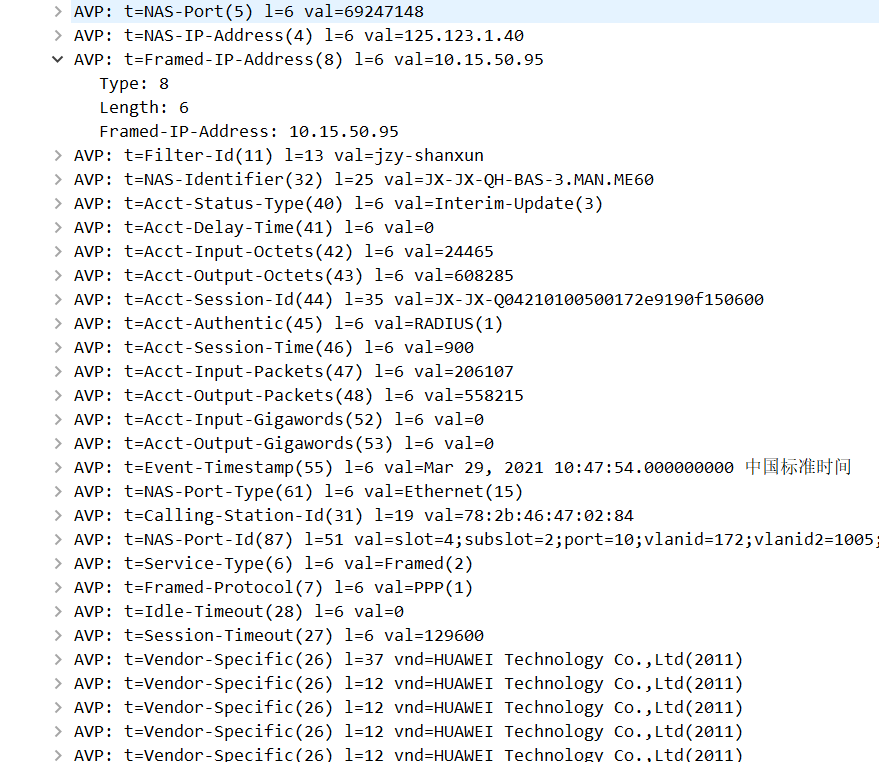 AVP: t=NAS-Port(5) l=6 val=69247148
AVP: t=NAS-IP-Address(4) l=6 val=125.123.1.40
AVP: t=Framed-IP-Address(8) l=6 val=10.15.50.95
Type: 8
Length: 6
Framed-IP-Address: 10.15.50.95
AVP: t=Filter-Id(11) l=13 val=jzy-shanxun
AVP: t=NAS-Identifier(32) l=25 val=JX-JX-QH-BAS-3.MAN.ME60
AVP: t=Acct-Status-Type(40) l=6 val=Interim-Update(3)
AVP: t=Acct-Delay-Time(41) l=6 val=0
AVP: t=Acct-Input-Octets(42) l=6 val=24465
AVP: t=Acct-Output-Octets(43) l=6 val=608285
AVP: t=Acct-Session-Id(44) l=35 val=JX-JX-Q04210100500172e9190f150600
AVP: t=Acct-Authentic(45) l=6 val=RADIUS(1)
AVP: t=Acct-Session-Time(46) l=6 val=900
AVP: t=Acct-Input-Packets(47) l=6 val=206107
AVP: t=Acct-Output-Packets(48) l=6 val=558215
AVP: t=Acct-Input-Gigawords(52) l=6 val=0
AVP: t=Acct-Output-Gigawords(53) l=6 val=0
AVP: t=Event-Timestamp(55) l=6 val=Mar 29, 2021 10:47:54.000000000 中国标准时间
AVP: t=NAS-Port-Type(61) l=6 val=Ethernet(15)
AVP: t=Calling-Station-Id(31) l=19 val=78:2b:46:47:02:84
AVP: t=NAS-Port-Id(87) l=51 val=slot=4;subslot=2;port=10;vlanid=172;vlanid2=1005;
AVP: t=Service-Type(6) l=6 val=Framed(2)
AVP: t=Framed-Protocol(7) l=6 val=PPP(1)
AVP: t=Idle-Timeout(28) l=6 val=0
AVP: t=Session-Timeout(27) l=6 val=129600
AVP: t=Vendor-Specific(26) l=37 vnd=HUAWEI Technology Co.,Ltd(2011)
AVP: t=Vendor-Specific(26) l=12 vnd=HUAWEI Technology Co.,Ltd(2011)
AVP: t=Vendor-Specific(26) l=12 vnd=HUAWEI Technology Co.,Ltd(2011)
AVP: t=Vendor-Specific(26) l=12 vnd=HUAWEI Technology Co.,Ltd(2011)
AVP: t=Vendor-Specific(26) l=12 vnd=HUAWEI Technology Co.,Ltd(2011)